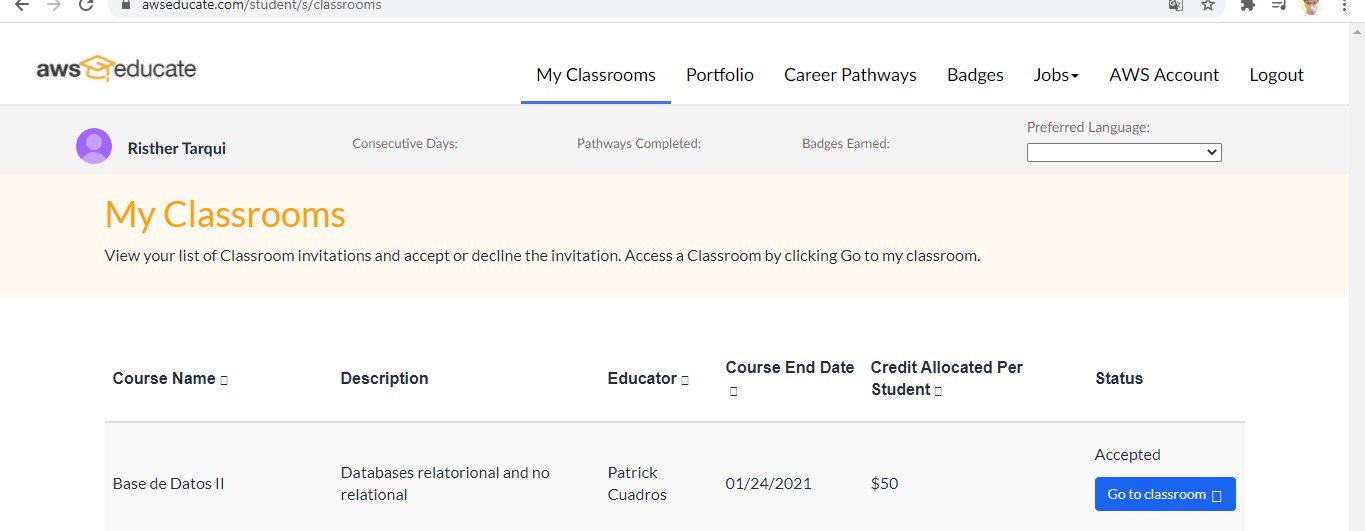 awseducate.com/student/s/classrooms
aws educate
My Classrooms Portfolio Career Pathways Badges Jobs AWS Account Logout
Risther Tarqui
Consecutive Days:
Pathways Completed:
Badges Earned:
Preferred Language:
My Classrooms
View your list of Classroom invitations and accept or decline the invitation. Access a Classroom by clicking Go to my classroom.
Course Name
Description
Educator
Course End Date
Credit Allocated Per
Student
Status
Base de Datos II
Databases relatorional and no
relational
Patrick
Cuadros
01/24/2021
$50
Accepted
Go to classroom